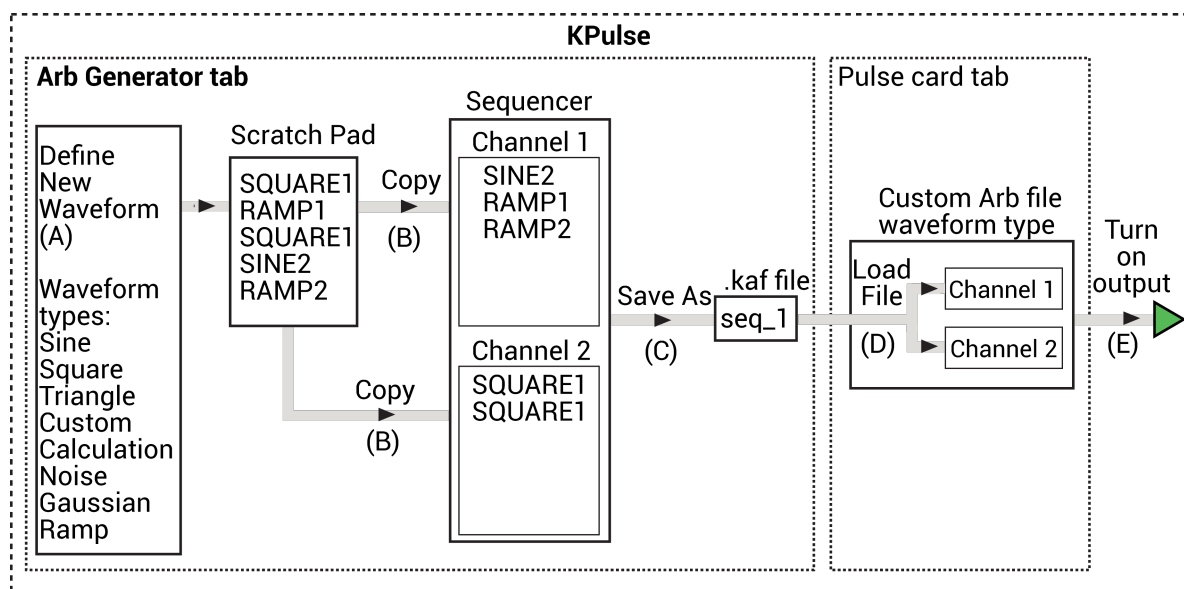 KPulse
Arb Generator tab
Define
New
Waveform
(A)
Waveform
types:
Sine
Square
Triangle
Custom
Calculation
Noise
Gaussian
Ramp
Scratch Pad
SQUARE1
RAMP1
SQUARE1
SINE2
RAMP2
Copy
(B)
Copy
(B)
Sequencer
Channel 1
SINE2
RAMP1
RAMP2
Channel 2
SQUARE1
SQUARE1
Save As
(C)
.kaf file
seq_1
Pulse card tab
Custom Arb file
waveform type
Load
File
(D)
Channel 1
Channel 2
Turn
on
output
(E)